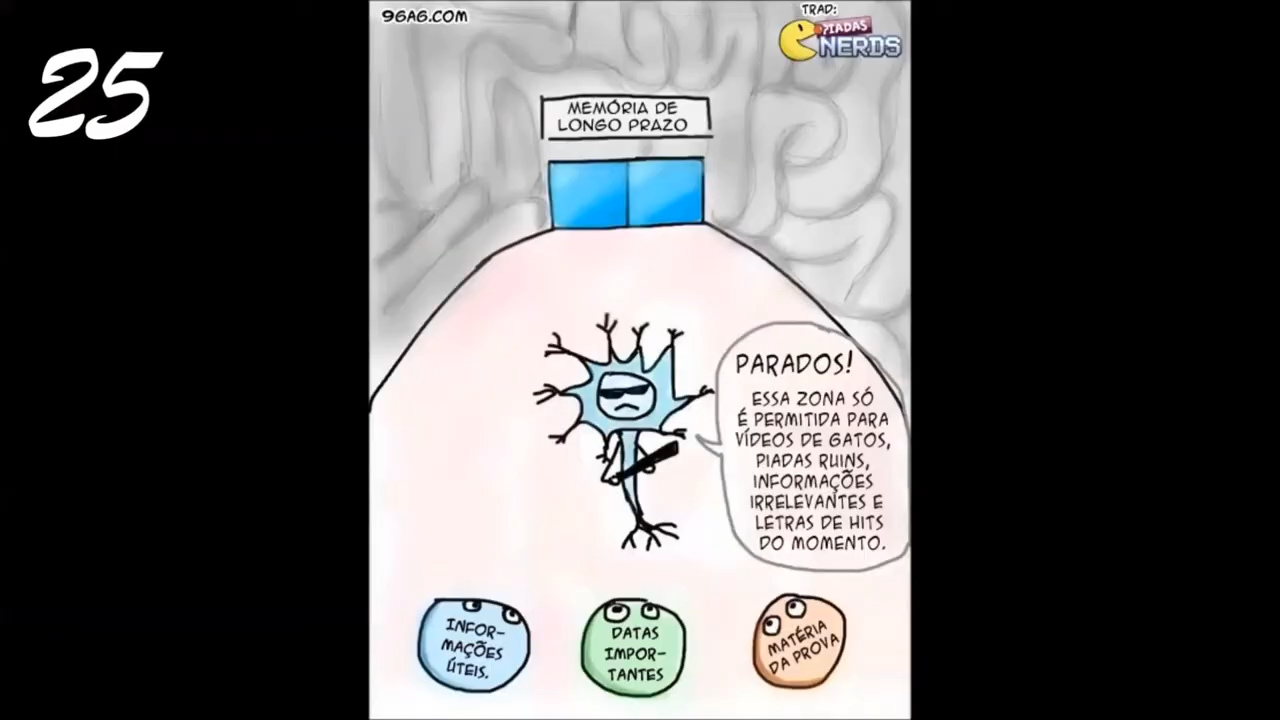 25
9GAG.COM
TRAD:
PIADAS
NERDS
MEMÓRIA DE
LONGO PRAZO
PARADOS!
ESSA ZONA SÓ
É PERMITIDA PARA
VÍDEOS DE GATOS,
PIADAS RUINS,
INFORMAÇÕES
IRRELEVANTES E
LETRAS DE HITS
DO MOMENTO.
INFOR-
MAÇÕES
ÚTEIS.
DATAS
IMPOR-
TANTES
MATÉRIA
DA PROVA